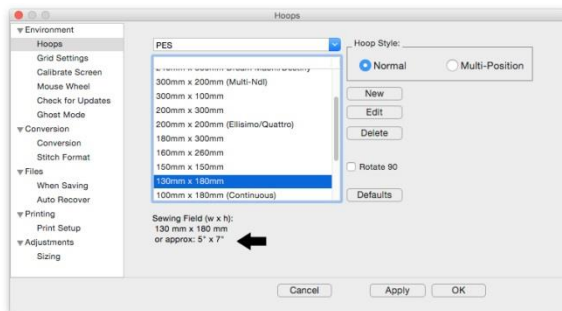 Hoops
Environment
Hoops
Grid Settings
Calibrate Screen
Mouse Wheel
Check for Updates
Ghost Mode
Conversion
Conversion
Stitch Format
Files
When Saving
Auto Recover
Printing
Print Setup
Adjustments
Sizing
PES
300mm x 200mm (Multi-Ndl)
300mm x 100mm
200mm x 300mm
200mm x 200mm (Ellisimo/Quattro)
180mm x 300mm
160mm x 260mm
150mm x 150mm
130mm x 180mm
100mm x 180mm (Continuous)
Sewing Field (w x h):
130 mm x 180 mm
or approx: 5" x 7"
Hoop Style:
Normal
Multi-Position
New
Edit
Delete
Rotate 90
Defaults
Cancel
Apply
OK